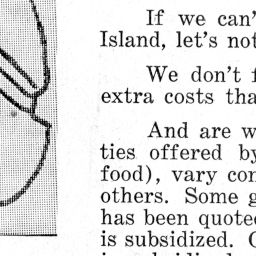 If we can'
Island, let's not
We don't f
extra costs tha
And are w
ties offered by
food), vary con
others. Some g
has been quote
is subsidized. C